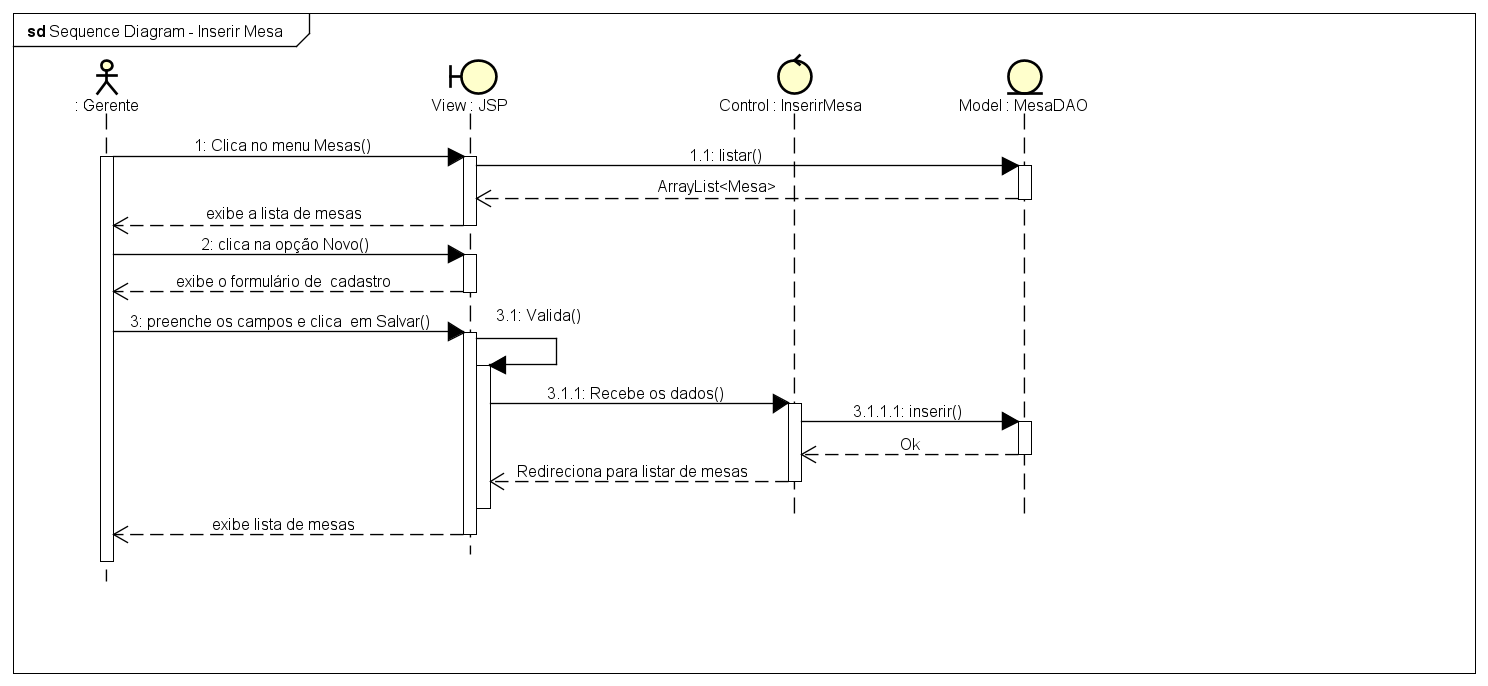 sd Sequence Diagram - Inserir Mesa
: Gerente
View : JSP
Control : InserirMesa
Model : MesaDAO
1: Clica no menu Mesas()
1.1: listar()
ArrayList<Mesa>
exibe a lista de mesas
2: clica na opção Novo()
exibe o formulário de  cadastro
3: preenche os campos e clica  em Salvar()
3.1: Valida()
3.1.1: Recebe os dados()
3.1.1.1: inserir()
Ok
Redireciona para listar de mesas
exibe lista de mesas